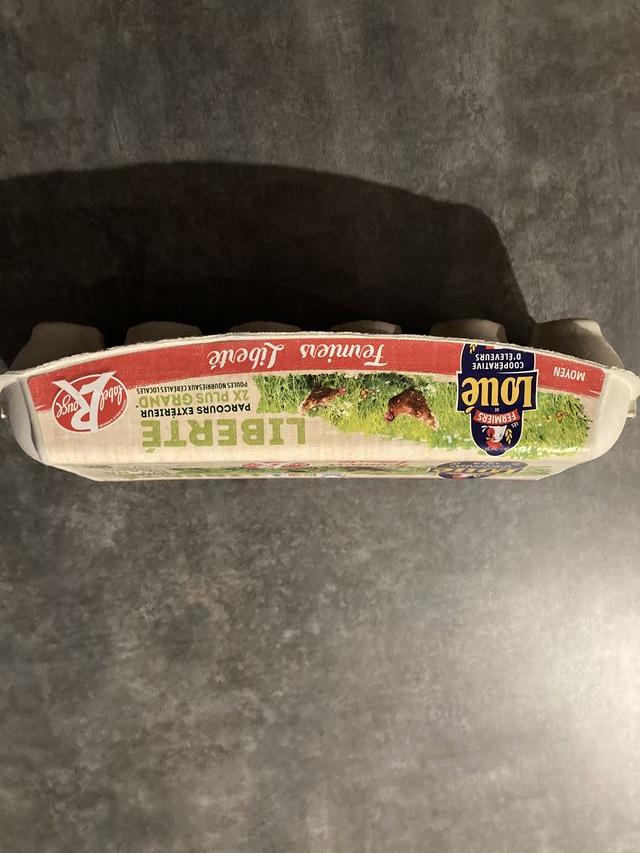 MOYEN
LES
FERMIERS
DE
LOUÉ
COOPÉRATIVE
D'ÉLEVEURS
Fermiers Liberté
LIBERTÉ
PARCOURS EXTÉRIEUR
2X PLUS GRAND*
POULES NOURRIES AUX CÉRÉALES LOCALES
Label
Rouge